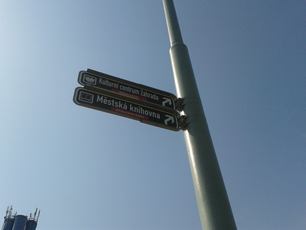 Kulturní centrum Zahrada
Městská knihovna